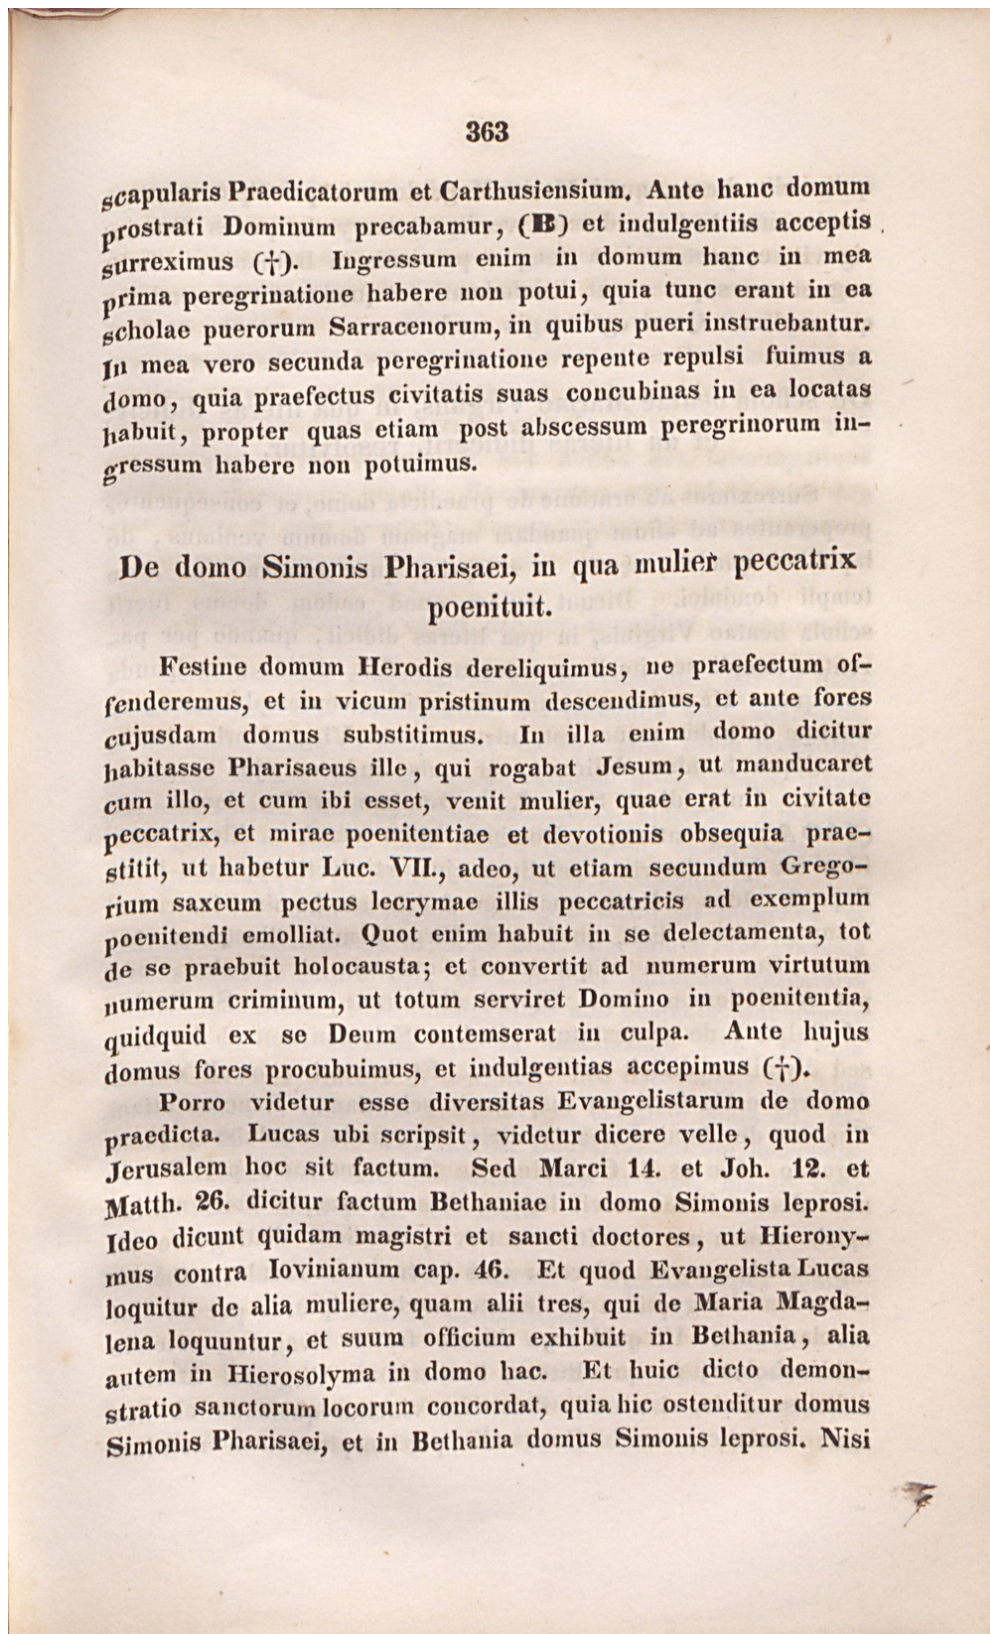 363
scapularis Praedicatorum et Carthusiensium. Ante hanc domum
prostrati Dominum precabamur, (B) et indulgentiis acceptis
surreximus (†). Ingressum enim in domum hanc in mea
prima peregrinatione habere non potui, quia tunc erant in ea
scholae puerorum Sarracenorum, in quibus pueri instruebantur.
In mea vero secunda peregrinatione repente repulsi fuimus a
domo, quia praefectus civitatis suas concubinas in ea locatas
habuit, propter quas etiam post abscessum peregrinorum in-
gressum habere non potuimus.
De domo Simonis Pharisaei, in qua mulier peccatrix
poenituit.
Festine domum Herodis dereliquimus, ne praefectum of-
fenderemus, et in vicum pristinum descendimus, et ante fores
cujusdam domus substitimus. In illa enim domo dicitur
habitasse Pharisaeus ille, qui rogabat Jesum, ut manducaret
cum illo, et cum ibi esset, venit mulier, quae erat in civitate
peccatrix, et mirae poenitentiae et devotionis obsequia prae-
stitit, ut habetur Luc. VII., adeo, ut etiam secundum Grego-
rium saxeum pectus lecrymae illis peccatricis ad exemplum
poenitendi emolliat. Quot enim habuit in se delectamenta, tot
de se praebuit holocausta; et convertit ad numerum virtutum
numerum criminum, ut totum serviret Domino in poenitentia,
quidquid ex se Deum contemserat in culpa. Ante hujus
domus fores procubuimus, et indulgentias accepimus (†).
Porro videtur esse diversitas Evangelistarum de domo
praedicta. Lucas ubi scripsit, videtur dicere velle, quod in
Jerusalem hoc sit factum. Sed Marci 14. et Joh. 12. et
Matth. 26. dicitur factum Bethaniae in domo Simonis leprosi.
Ideo dicunt quidam magistri et sancti doctores, ut Hierony-
mus contra Iovinianum cap. 46. Et quod Evangelista Lucas
loquitur de alia muliere, quam alii tres, qui de Maria Magda-
lena loquuntur, et suum officium exhibuit in Bethania, alia
autem in Hierosolyma in domo hac. Et huic dicto demon-
stratio sanctorum locorum concordat, quia hic ostenditur domus
Simonis Pharisaei, et in Bethania domus Simonis leprosi. Nisi